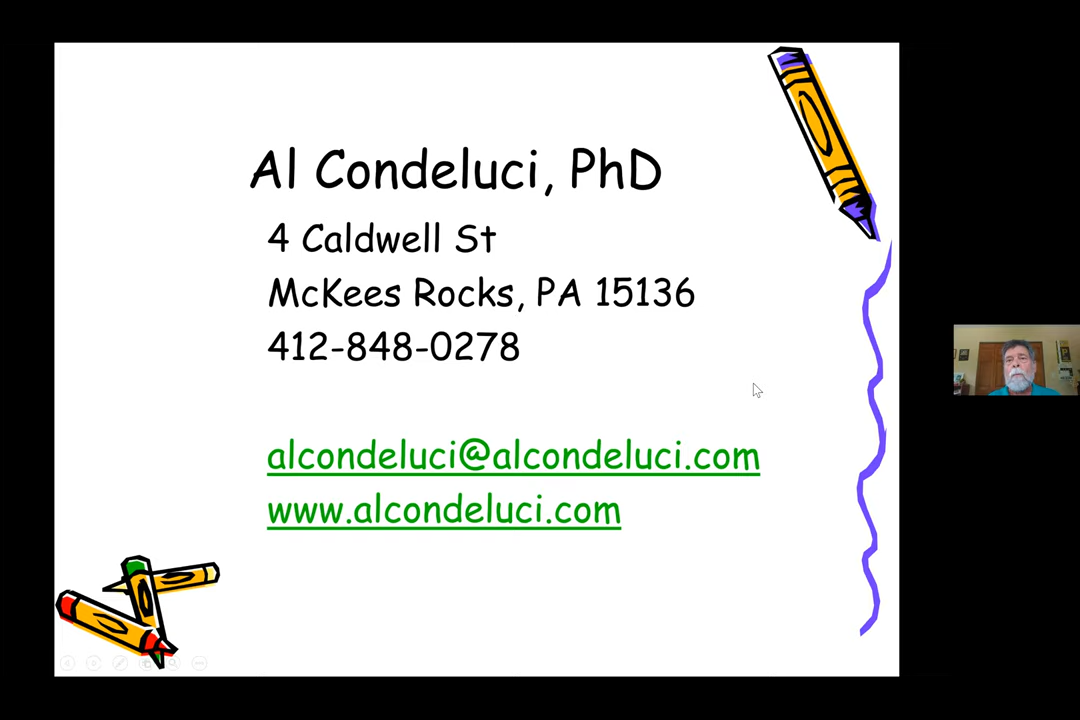 Al Condeluci, PhD
4 Caldwell St
McKees Rocks, PA 15136
412-848-0278
alcondeluci@alcondeluci.com
www.alcondeluci.com